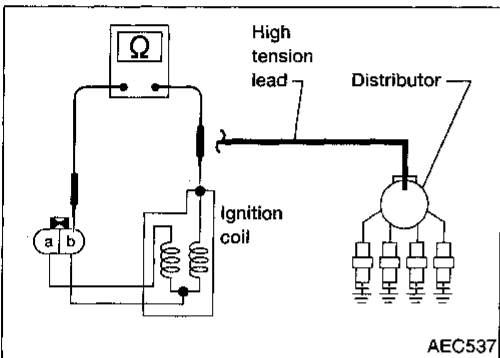 Ω
High
tension
lead
Distributor
Ignition
coil
a b
AEC537